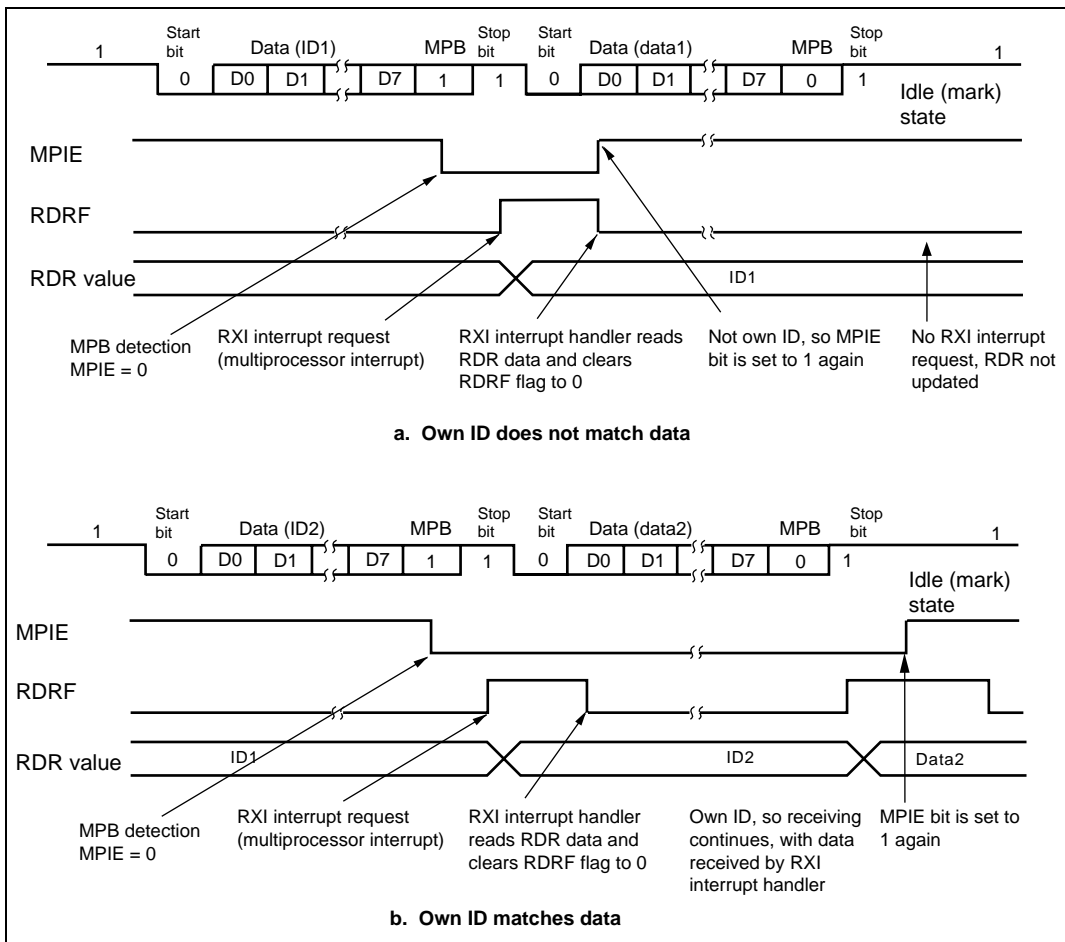 1
Start
bit
Data (ID1)
MPB
Stop
bit
Start
bit
Data (data1)
MPB
Stop
bit
1
0 D0 D1 D7 1 1 0 D0 D1 D7 0 1
Idle (mark)
state
MPIE
RDRF
RDR value
ID1
MPB detection
MPIE = 0
RXI interrupt request
(multiprocessor interrupt)
RXI interrupt handler reads
RDR data and clears
RDRF flag to 0
Not own ID, so MPIE
bit is set to 1 again
No RXI interrupt
request, RDR not
updated
a. Own ID does not match data
1
Start
bit
Data (ID2)
MPB
Stop
bit
Start
bit
Data (data2)
MPB
Stop
bit
1
0 D0 D1 D7 1 1 0 D0 D1 D7 0 1
Idle (mark)
state
MPIE
RDRF
RDR value
ID1
ID2
Data2
MPB detection
MPIE = 0
RXI interrupt request
(multiprocessor interrupt)
RXI interrupt handler
reads RDR data and
clears RDRF flag to 0
Own ID, so receiving
continues, with data
received by RXI
interrupt handler
MPIE bit is set to
1 again
b. Own ID matches data